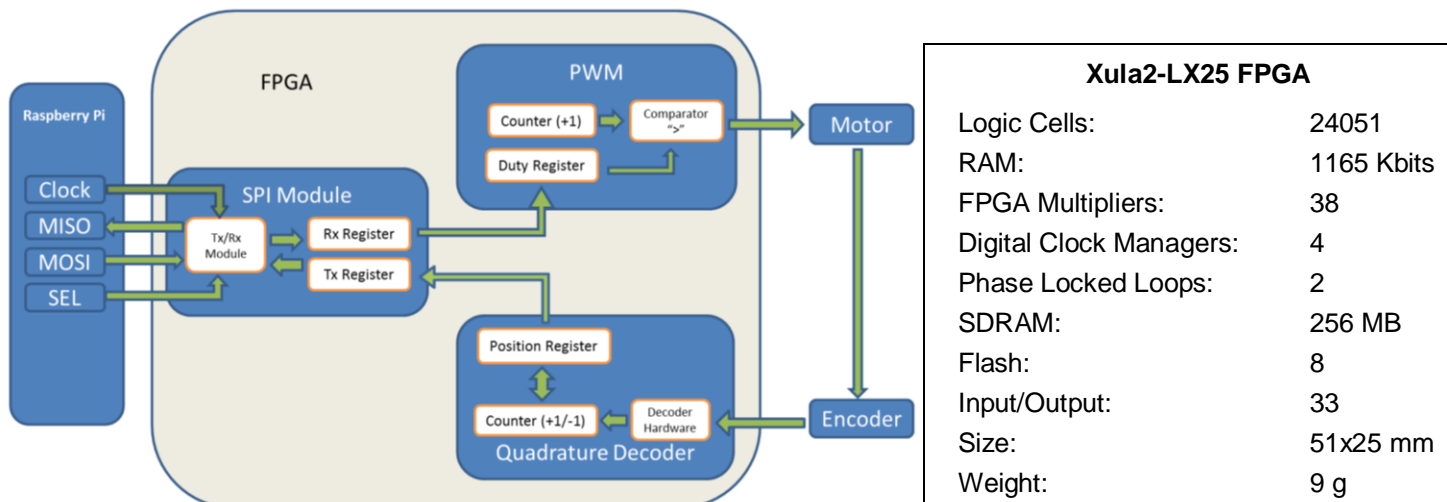 FPGA
Raspberry Pi
Clock
MISO
MOSI
SEL
SPI Module
Tx/Rx
Module
Rx Register
Tx Register
PWM
Counter (+1)
Comparator
“>”
Duty Register
Motor
Encoder
Position Register
Counter (+1/-1)
Decoder
Hardware
Quadrature Decoder
Xula2-LX25 FPGA
Logic Cells: 24051
RAM: 1165 Kbits
FPGA Multipliers: 38
Digital Clock Managers: 4
Phase Locked Loops: 2
SDRAM: 256 MB
Flash: 8
Input/Output: 33
Size: 51x25 mm
Weight: 9 g